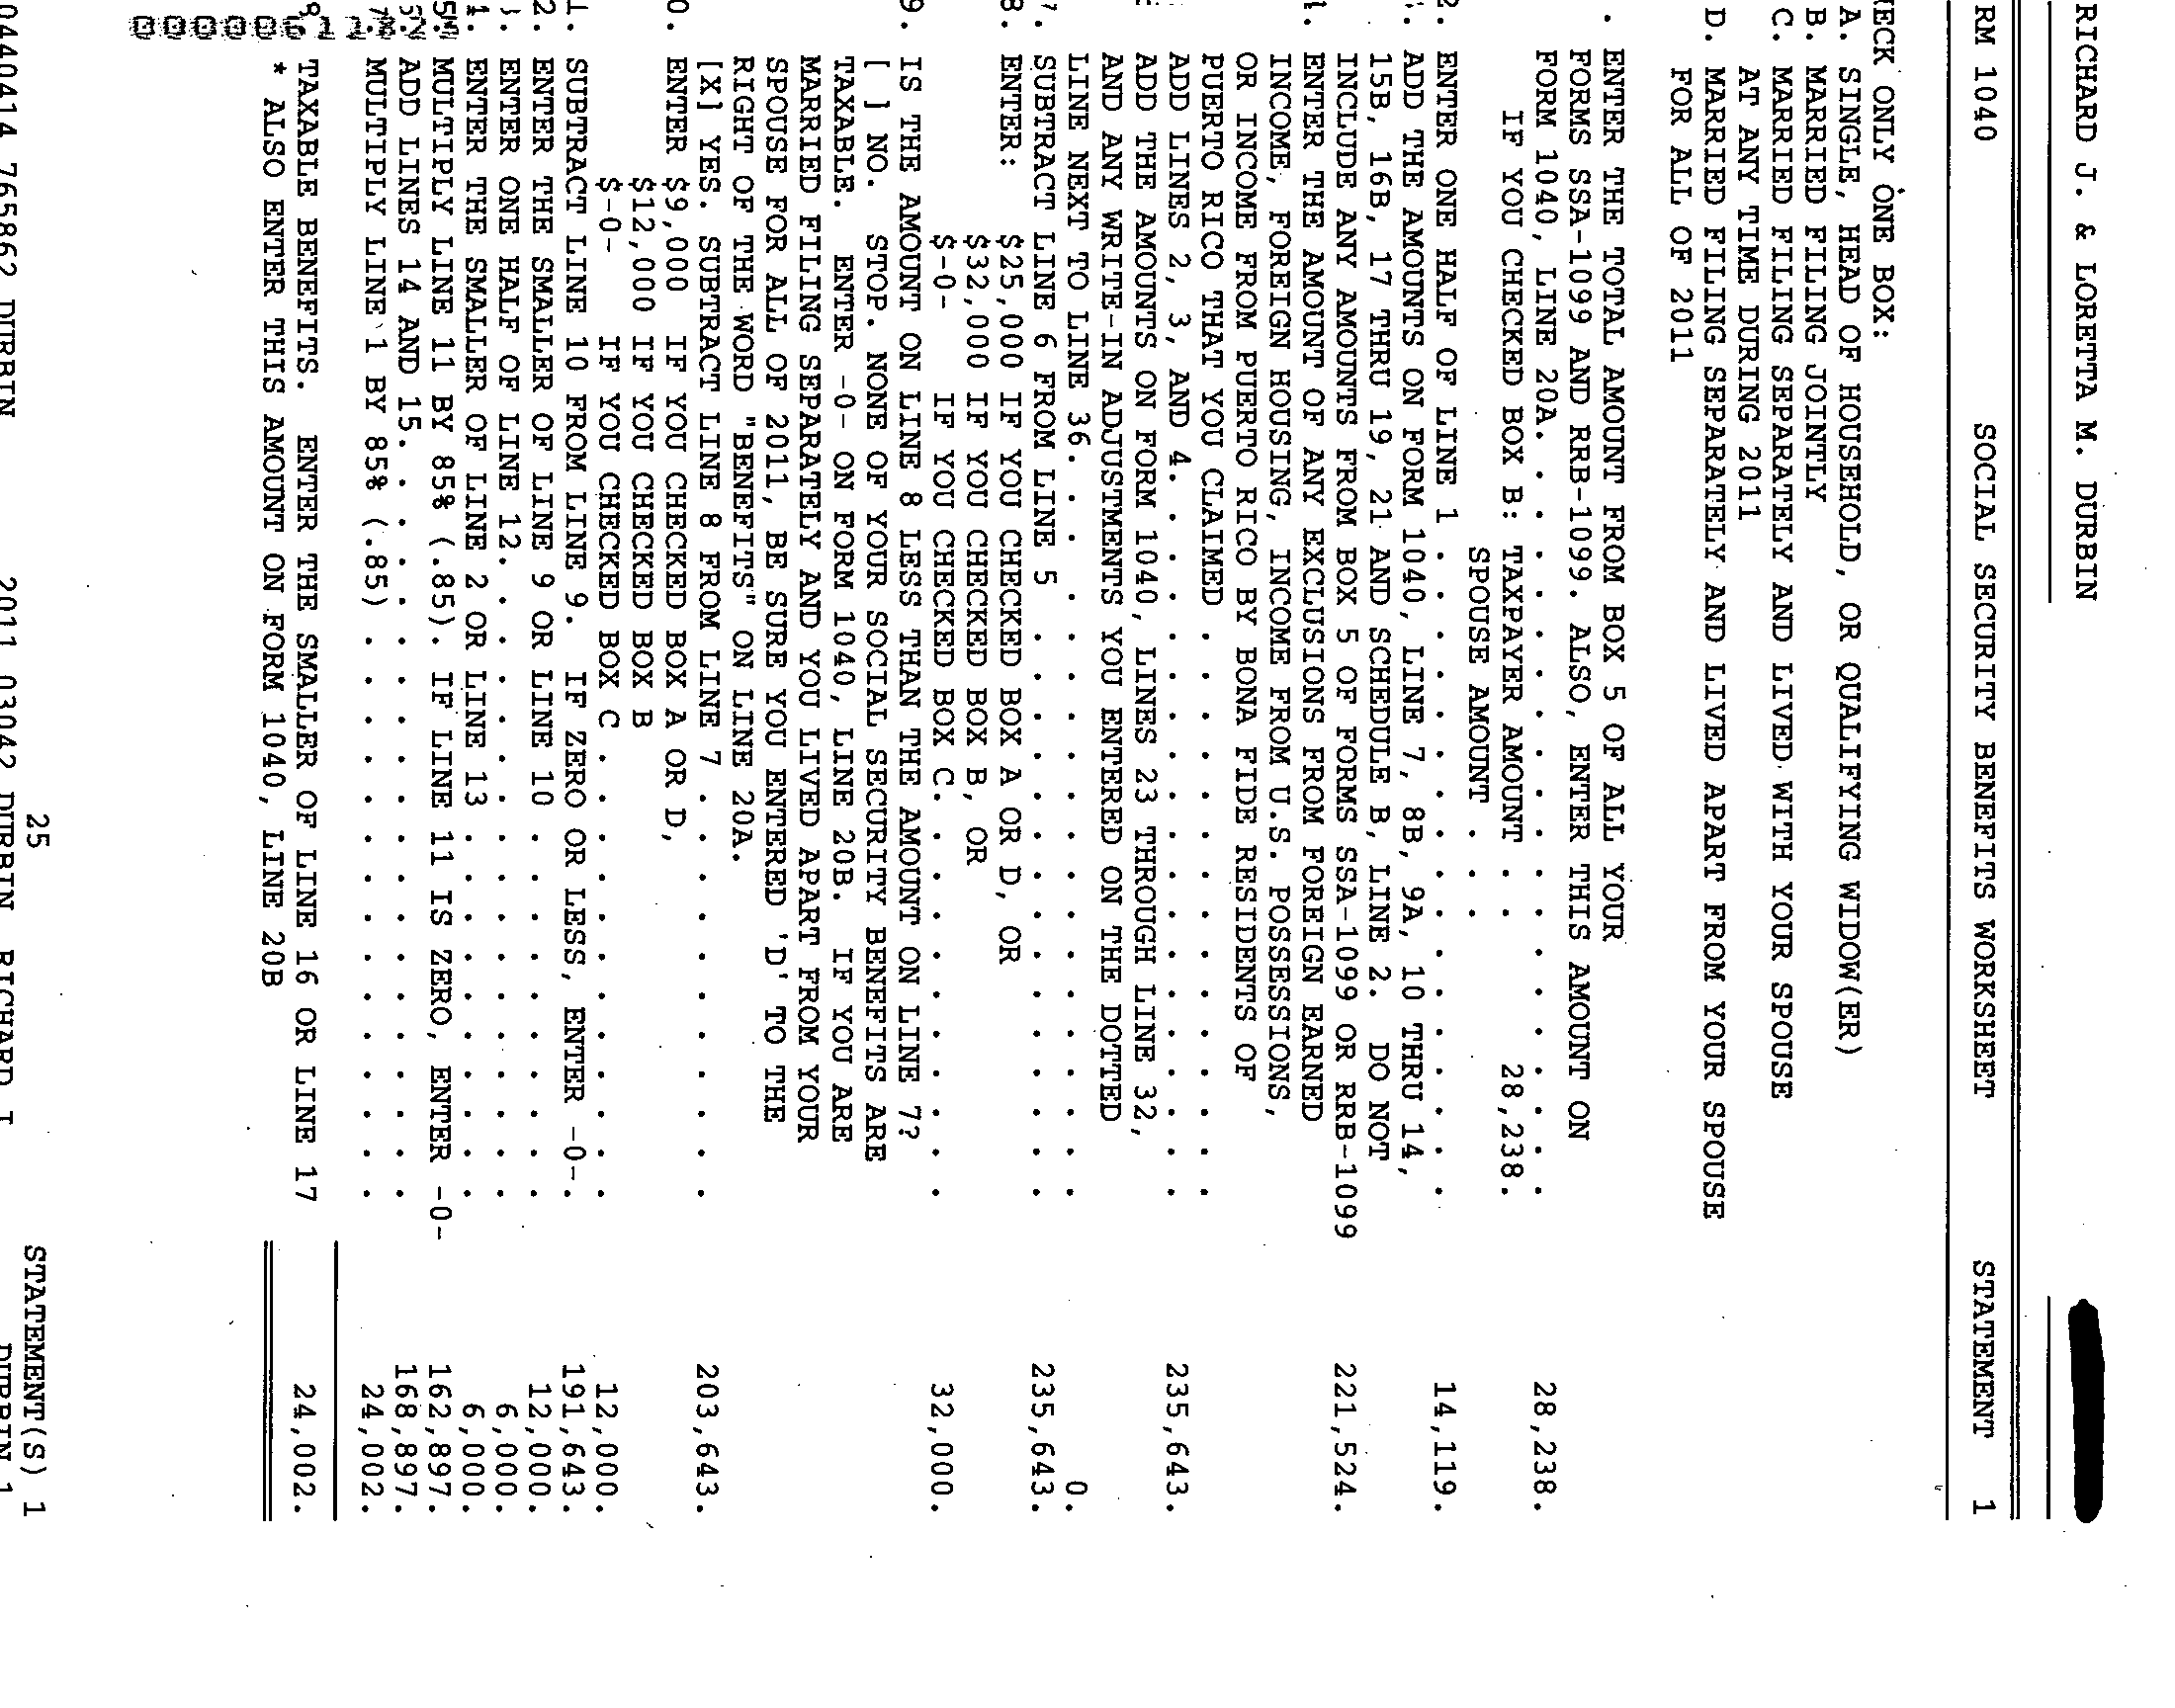 RICHARD J. & LORETTA M. DURBIN
RM 1040 SOCIAL SECURITY BENEFITS WORKSHEET STATEMENT 1
ECK ONLY ONE BOX:
A. SINGLE, HEAD OF HOUSEHOLD, OR QUALIFYING WIDOW(ER)
B. MARRIED FILING JOINTLY
C. MARRIED FILING SEPARATELY AND LIVED WITH YOUR SPOUSE
AT ANY TIME DURING 2011
D. MARRIED FILING SEPARATELY AND LIVED APART FROM YOUR SPOUSE
FOR ALL OF 2011
. ENTER THE TOTAL AMOUNT FROM BOX 5 OF ALL YOUR
FORMS SSA-1099 AND RRB-1099. ALSO, ENTER THIS AMOUNT ON
FORM 1040, LINE 20A. . . . . . . . . . . . . . . . . . . 28,238.
IF YOU CHECKED BOX B: TAXPAYER AMOUNT . . 28,238.
SPOUSE AMOUNT . . .
2. ENTER ONE HALF OF LINE 1 . . . . . . . . . . . . . . . . . 14,119.
. ADD THE AMOUNTS ON FORM 1040, LINE 7, 8B, 9A, 10 THRU 14,
15B, 16B, 17 THRU 19, 21 AND SCHEDULE B, LINE 2. DO NOT
INCLUDE ANY AMOUNTS FROM BOX 5 OF FORMS SSA-1099 OR RRB-1099 221,524.
4. ENTER THE AMOUNT OF ANY EXCLUSIONS FROM FOREIGN EARNED
INCOME, FOREIGN HOUSING, INCOME FROM U.S. POSSESSIONS,
OR INCOME FROM PUERTO RICO BY BONA FIDE RESIDENTS OF
PUERTO RICO THAT YOU CLAIMED . . . . . . . . . . . . . . .
ADD LINES 2, 3, AND 4. . . . . . . . . . . . . . . . . . . 235,643.
ADD THE AMOUNTS ON FORM 1040, LINES 23 THROUGH LINE 32,
AND ANY WRITE-IN ADJUSTMENTS YOU ENTERED ON THE DOTTED
LINE NEXT TO LINE 36. . . . . . . . . . . . . . . . . . . 0.
7. SUBTRACT LINE 6 FROM LINE 5 . . . . . . . . . . . . . . . 235,643.
8. ENTER: $25,000 IF YOU CHECKED BOX A OR D, OR
$32,000 IF YOU CHECKED BOX B, OR
$-0- IF YOU CHECKED BOX C. . . . . . . . . . . 32,000.
9. IS THE AMOUNT ON LINE 8 LESS THAN THE AMOUNT ON LINE 7?
[ ] NO. STOP. NONE OF YOUR SOCIAL SECURITY BENEFITS ARE
TAXABLE. ENTER -0- ON FORM 1040, LINE 20B. IF YOU ARE
MARRIED FILING SEPARATELY AND YOU LIVED APART FROM YOUR
SPOUSE FOR ALL OF 2011, BE SURE YOU ENTERED 'D' TO THE
RIGHT OF THE WORD "BENEFITS" ON LINE 20A.
[X] YES. SUBTRACT LINE 8 FROM LINE 7 . . . . . . . . . . . 203,643.
0. ENTER $9,000 IF YOU CHECKED BOX A OR D,
$12,000 IF YOU CHECKED BOX B
$-0- IF YOU CHECKED BOX C . . . . . . . . . . . . . 12,000.
1. SUBTRACT LINE 10 FROM LINE 9. IF ZERO OR LESS, ENTER -0-. 191,643.
2. ENTER THE SMALLER OF LINE 9 OR LINE 10 . . . . . . . . . . 12,000.
. ENTER ONE HALF OF LINE 12. . . . . . . . . . . . . . . . . 6,000.
4. ENTER THE SMALLER OF LINE 2 OR LINE 13 . . . . . . . . . . 6,000.
5. MULTIPLY LINE 11 BY 85% (.85). IF LINE 11 IS ZERO, ENTER -0- 162,897.
. ADD LINES 14 AND 15. . . . . . . . . . . . . . . . . . . . 168,897.
7. MULTIPLY LINE 1 BY 85% (.85) . . . . . . . . . . . . . . . 24,002.
8. TAXABLE BENEFITS. ENTER THE SMALLER OF LINE 16 OR LINE 17 24,002.
* ALSO ENTER THIS AMOUNT ON FORM 1040, LINE 20B
25 STATEMENT(S) 1
0440414 765862 DURBIN 2011.03042 DURBIN, RICHARD J DURBIN 1